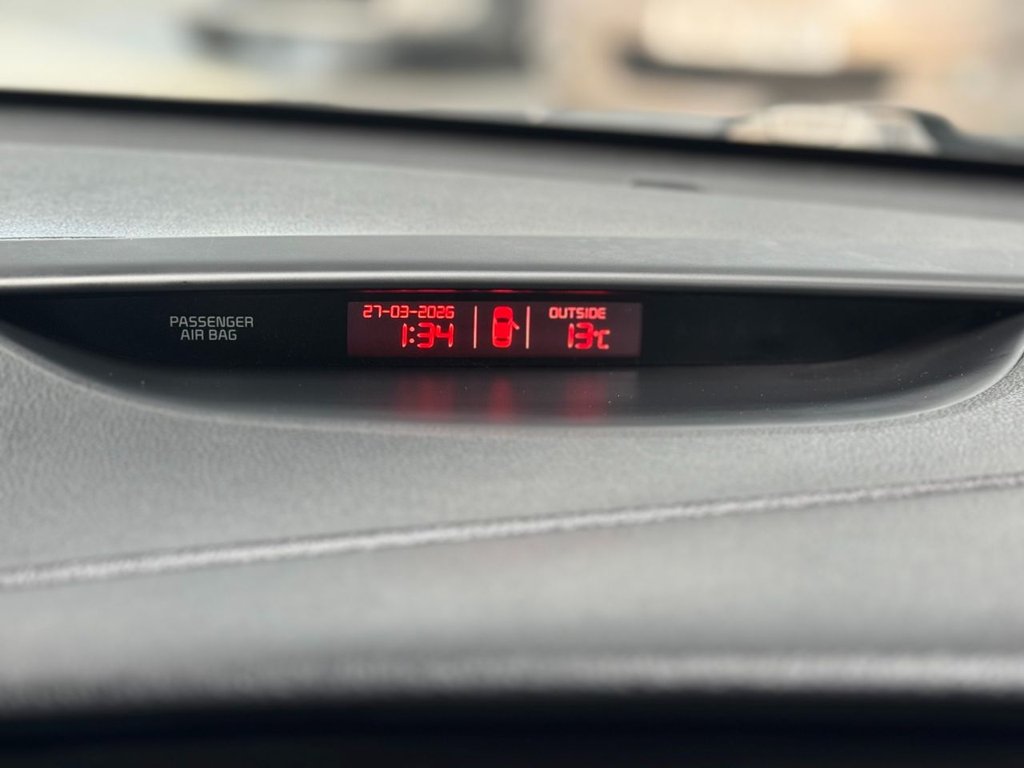 PASSENGER
AIR BAG
27-03-2026
1:34
OUTSIDE
13°C